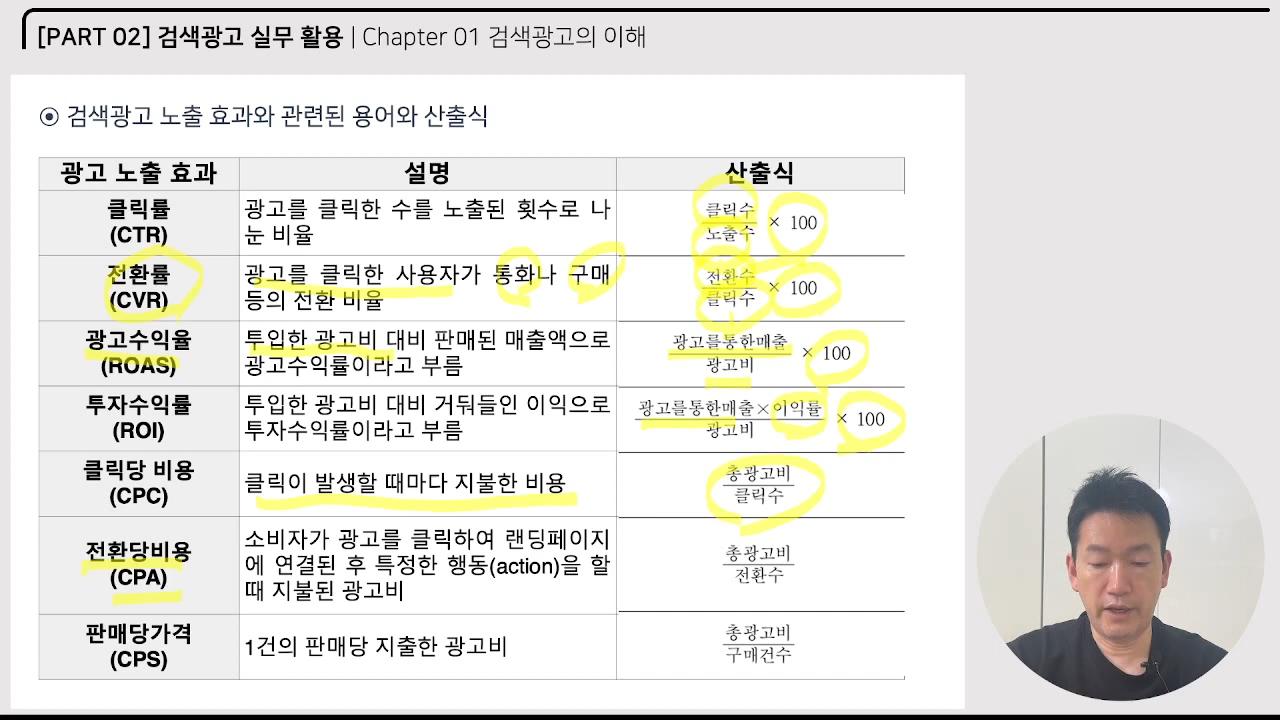 [PART 02] 검색광고 실무 활용 | Chapter 01 검색광고의 이해
◉ 검색광고 노출 효과와 관련된 용어와 산출식
광고 노출 효과 설명 산출식
클릭률
(CTR)
광고를 클릭한 수를 노출된 횟수로 나
눈 비율
클릭수
노출수
× 100
전환률
(CVR)
광고를 클릭한 사용자가 통화나 구매
등의 전환 비율
전환수
클릭수
× 100
광고수익율
(ROAS)
투입한 광고비 대비 판매된 매출액으로
광고수익률이라고 부름
광고를통한매출
광고비
× 100
투자수익률
(ROI)
투입한 광고비 대비 거둬들인 이익으로
투자수익률이라고 부름
광고를통한매출×이익률
광고비
× 100
클릭당 비용
(CPC)
클릭이 발생할 때마다 지불한 비용
총광고비
클릭수
전환당비용
(CPA)
소비자가 광고를 클릭하여 랜딩페이지
에 연결된 후 특정한 행동(action)을 할
때 지불된 광고비
총광고비
전환수
판매당가격
(CPS)
1건의 판매당 지출한 광고비
총광고비
구매건수